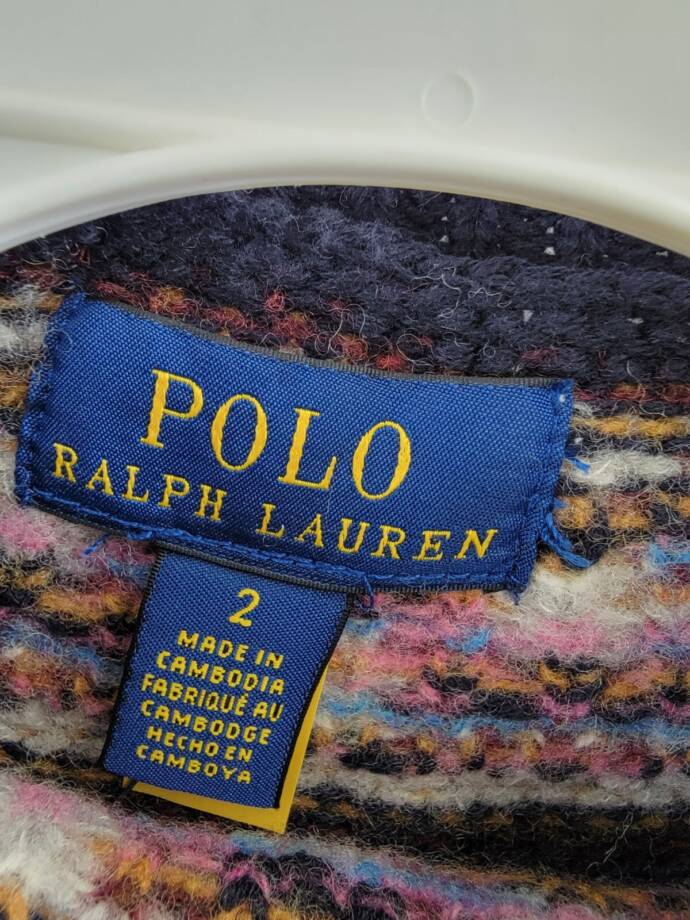 POLO
RALPH LAUREN
2
MADE IN
CAMBODIA
FABRIQUÉ AU
CAMBODGE
HECHO EN
CAMBOYA